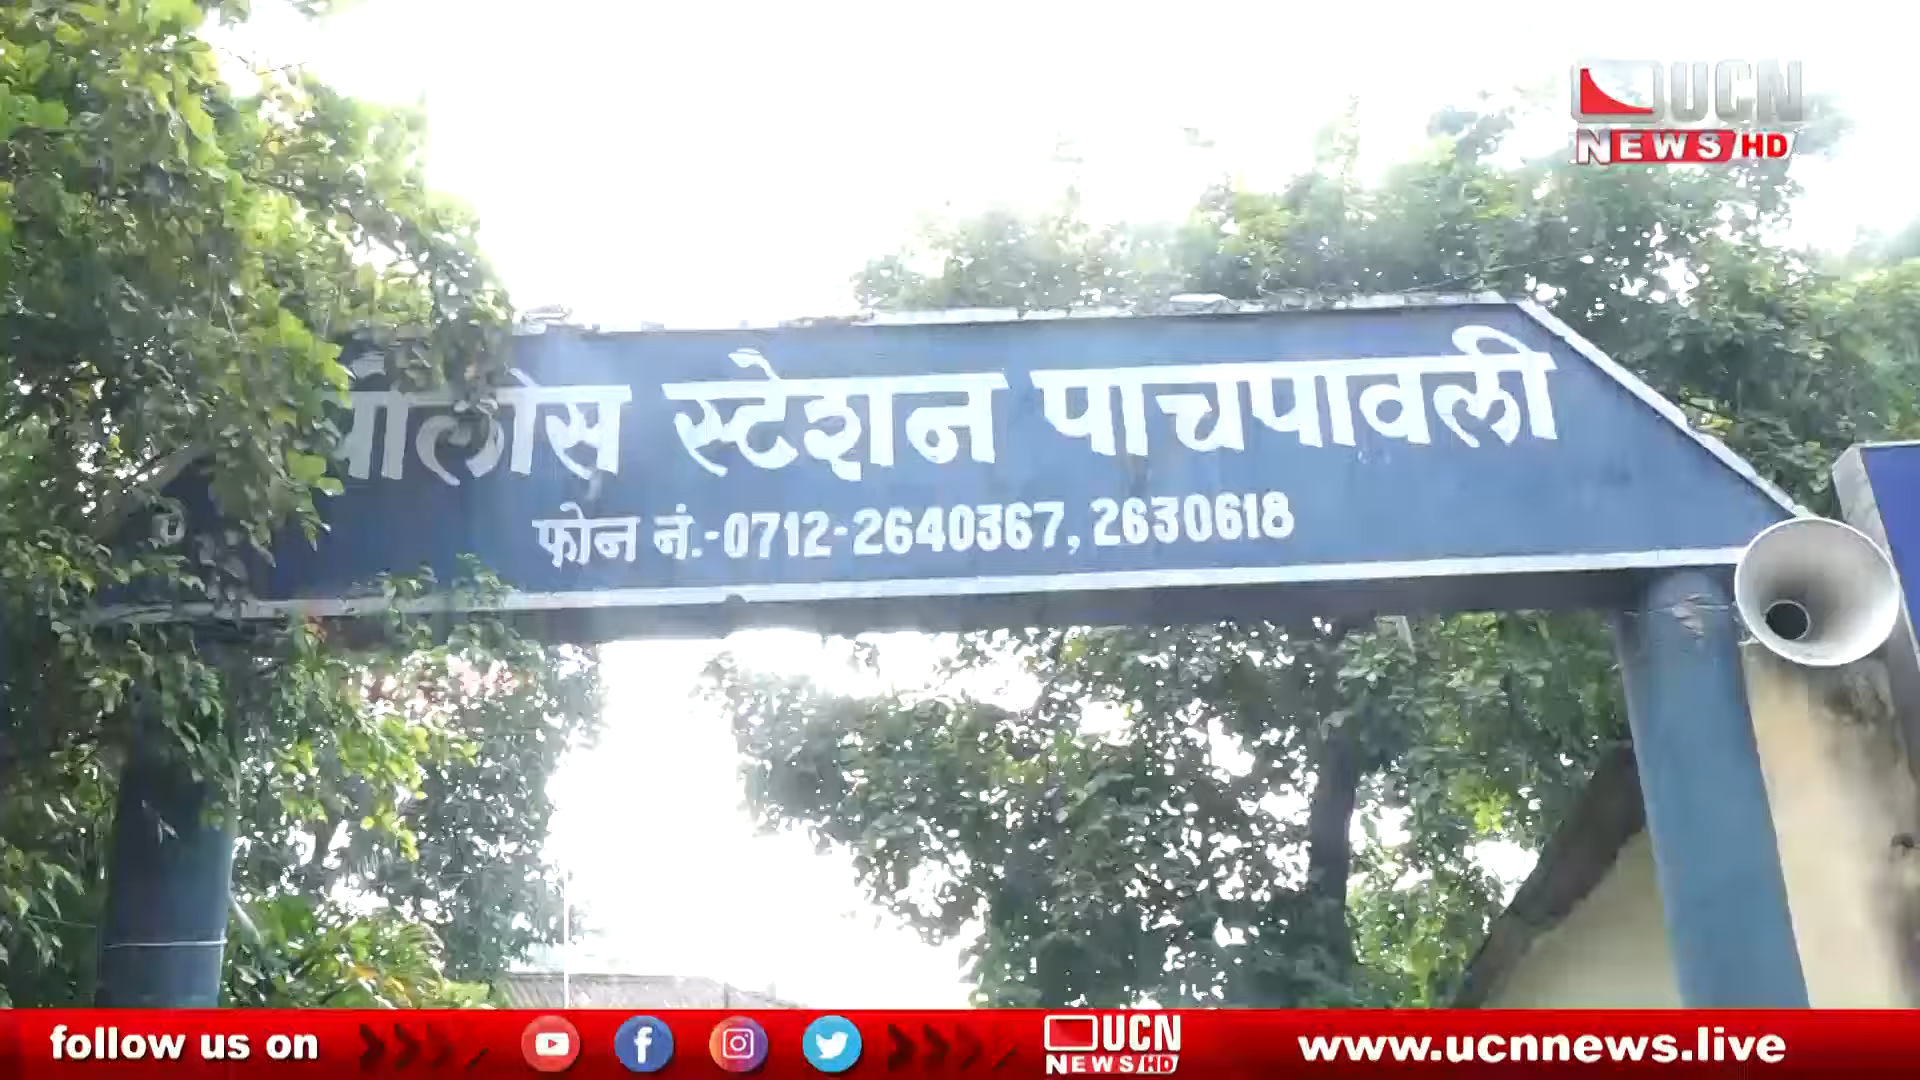 UCN
NEWS HD
पोलीस स्टेशन पाचपावली
फोन नं.-0712-2640367, 2630618
follow us on
UCN
NEWS HD
www.ucnnews.live